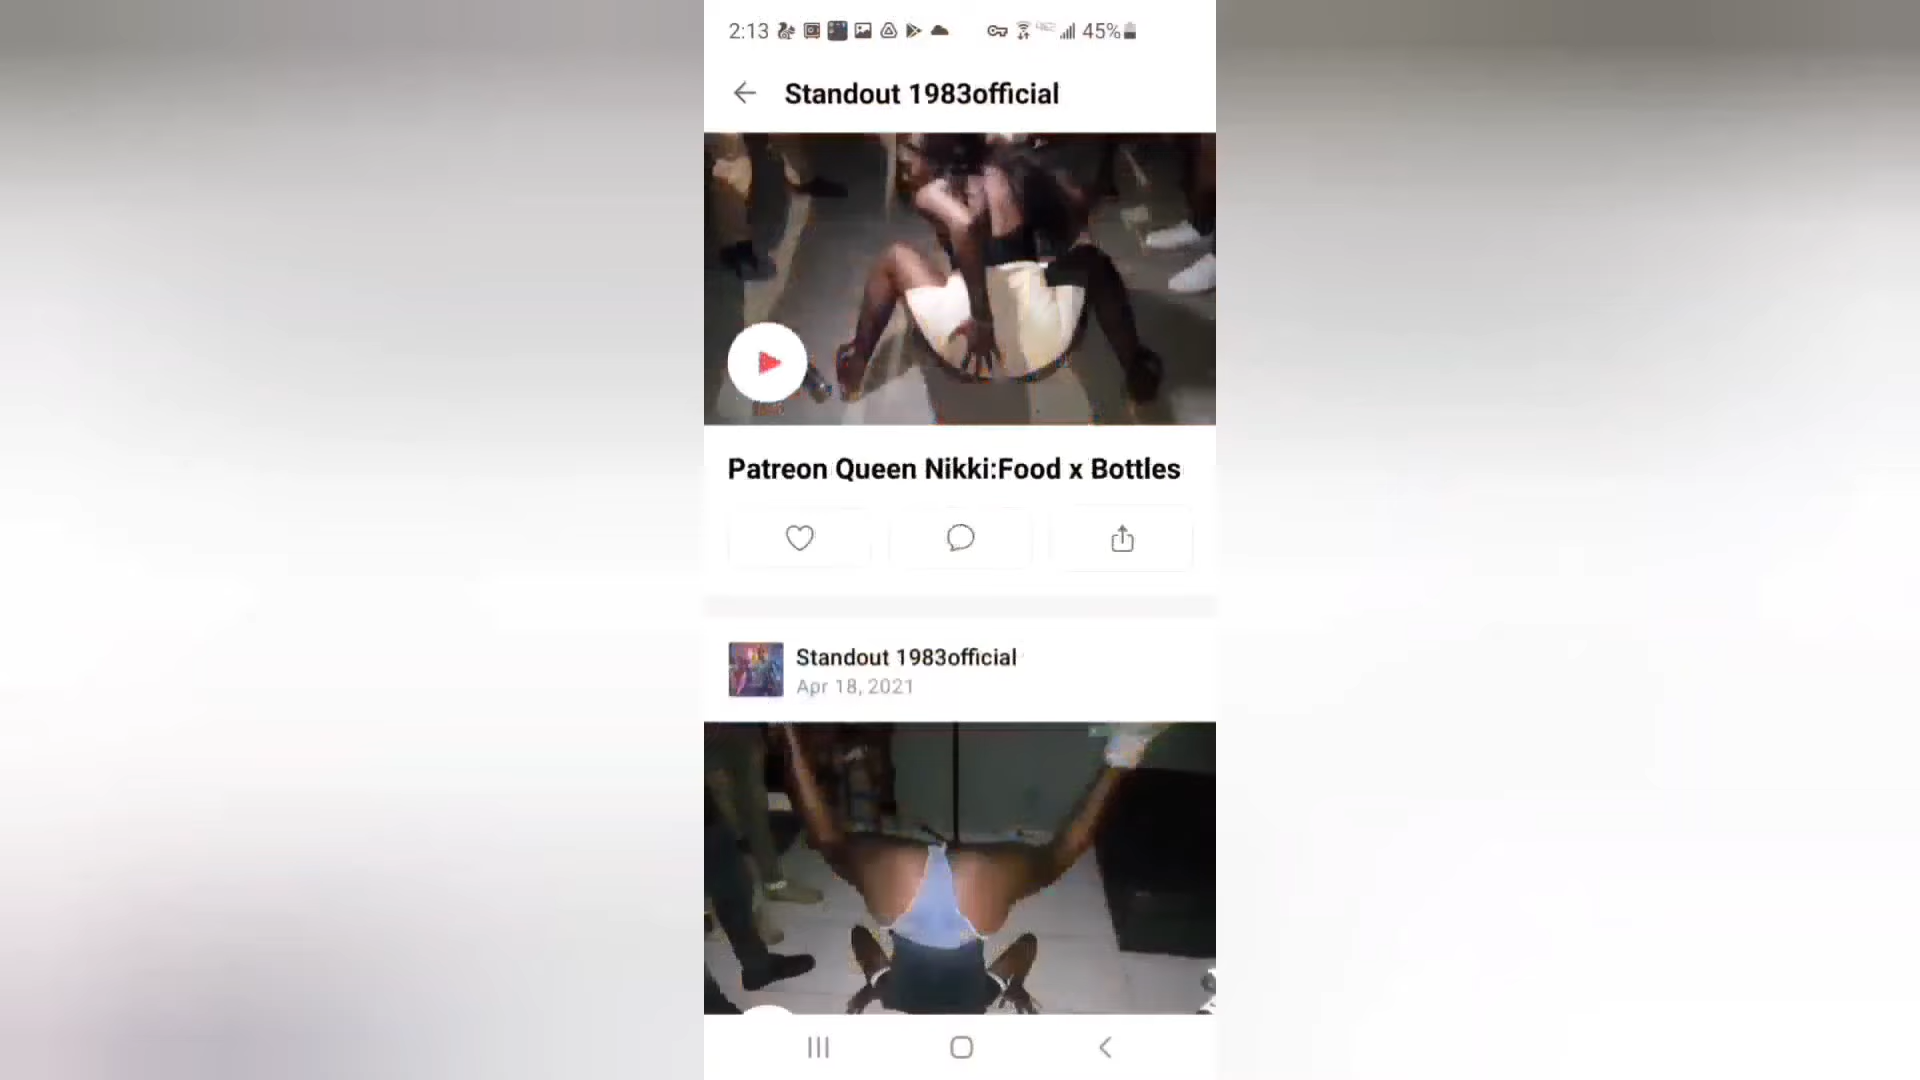 2:13
45%
Standout 1983official
Patreon Queen Nikki:Food x Bottles
Standout 1983official
Apr 18, 2021